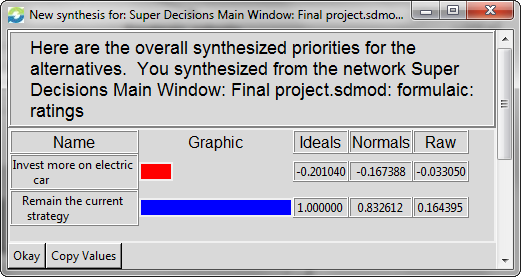 New synthesis for: Super Decisions Main Window: Final project.sdmo...
Here are the overall synthesized priorities for the
alternatives.  You synthesized from the network Super
Decisions Main Window: Final project.sdmod: formulaic:
ratings
Name Graphic Ideals Normals Raw
Invest more on electric
car
-0.201040 -0.167388 -0.033050
Remain the current
strategy
1.000000 0.832612 0.164395
Okay Copy Values